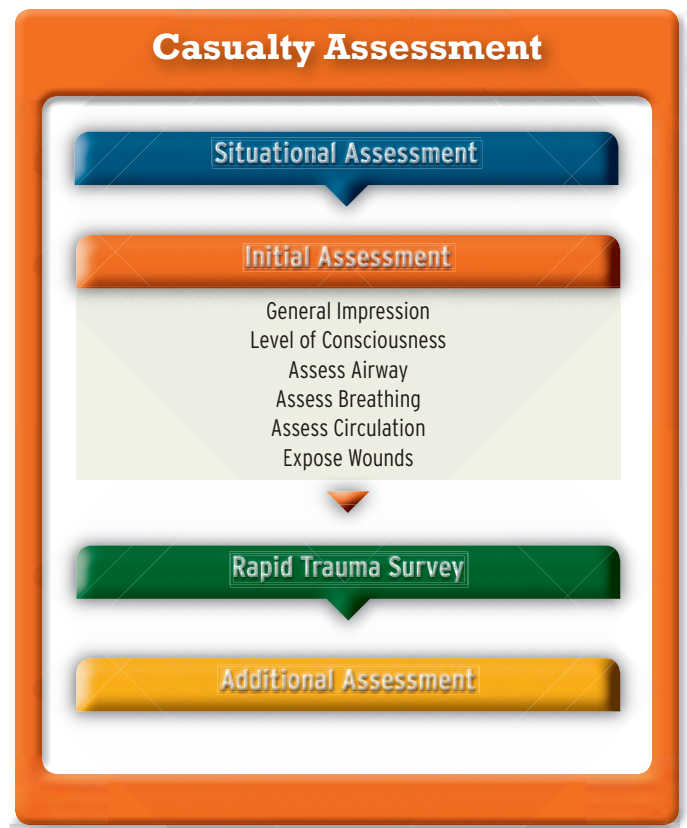 Casualty Assessment
Situational Assessment
Initial Assessment
General Impression
Level of Consciousness
Assess Airway
Assess Breathing
Assess Circulation
Expose Wounds
Rapid Trauma Survey
Additional Assessment